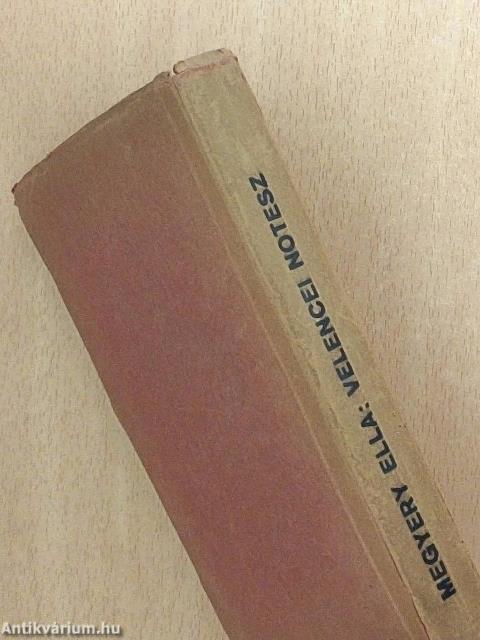 MEGYERY ELLA: VELENCEI NOTESZ
Antikvárium.hu